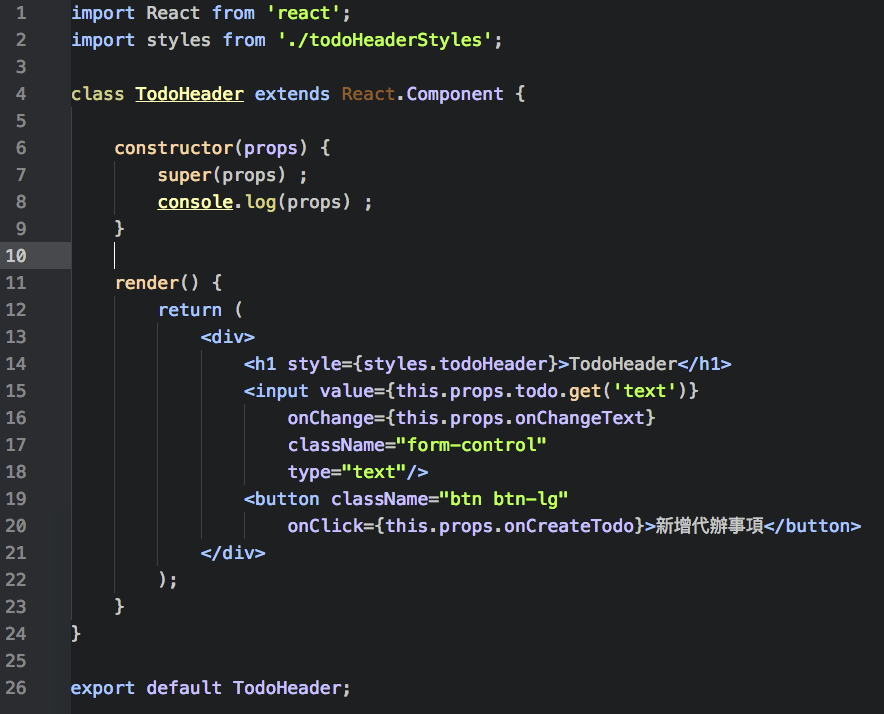 1 import React from 'react';
2 import styles from './todoHeaderStyles';
3
4 class TodoHeader extends React.Component {
5
6     constructor(props) {
7         super(props) ;
8         console.log(props) ;
9     }
10
11     render() {
12         return (
13             <div>
14                 <h1 style={styles.todoHeader}>TodoHeader</h1>
15                 <input value={this.props.todo.get('text')}
16                     onChange={this.props.onChangeText}
17                     className="form-control"
18                     type="text"/>
19                 <button className="btn btn-lg"
20                     onClick={this.props.onCreateTodo}>新增代辦事項</button>
21             </div>
22         );
23     }
24 }
25
26 export default TodoHeader;